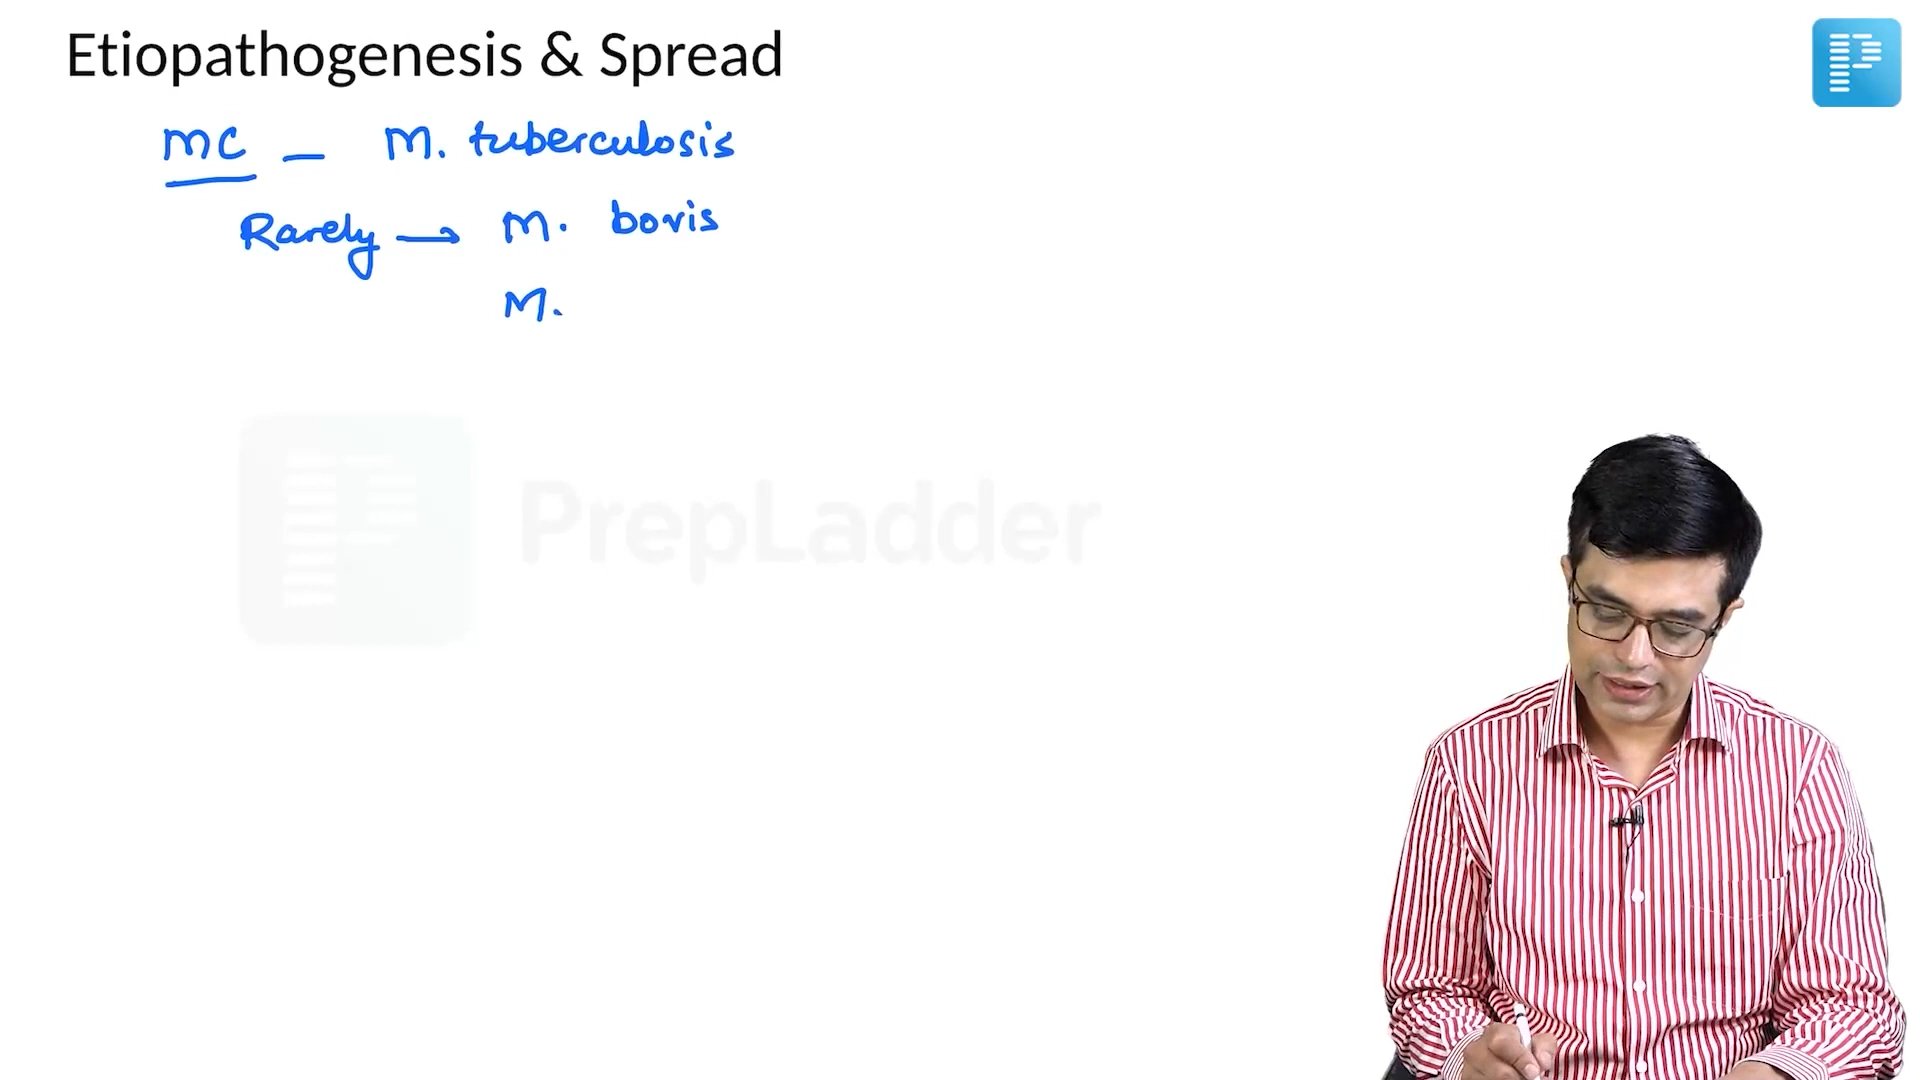 Etiopathogenesis & Spread
MC - M. tuberculosis
Rarely → M. bovis
M.
PrepLadder